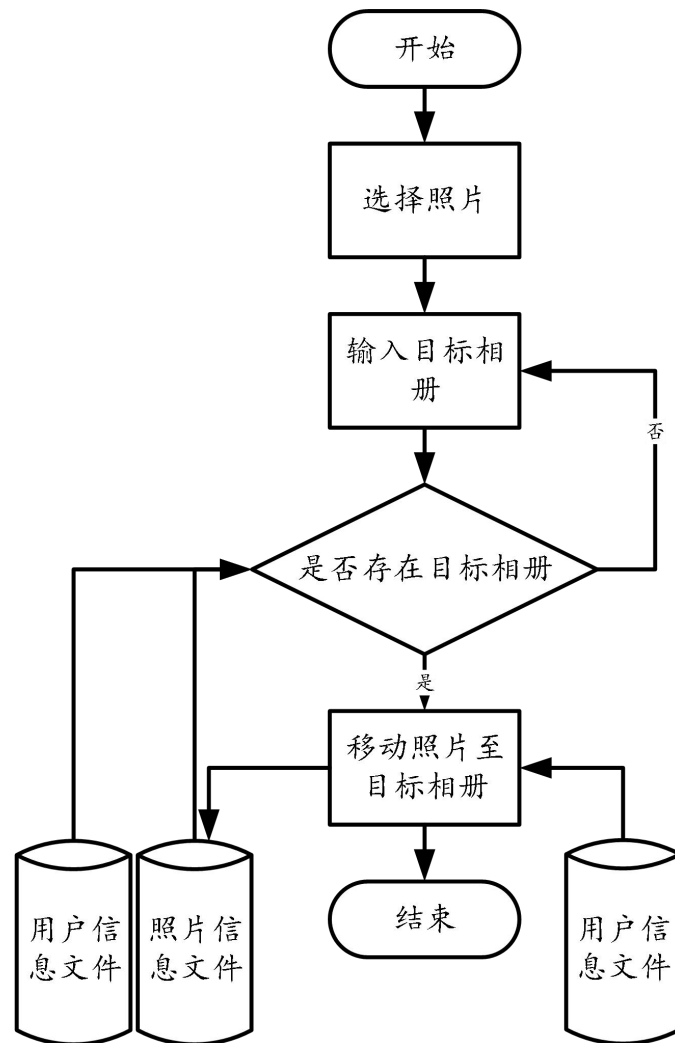 开始
选择照片
输入目标相
册
否
是否存在目标相册
是
移动照片至
目标相册
用户信
息文件
照片信
息文件
结束
用户信
息文件